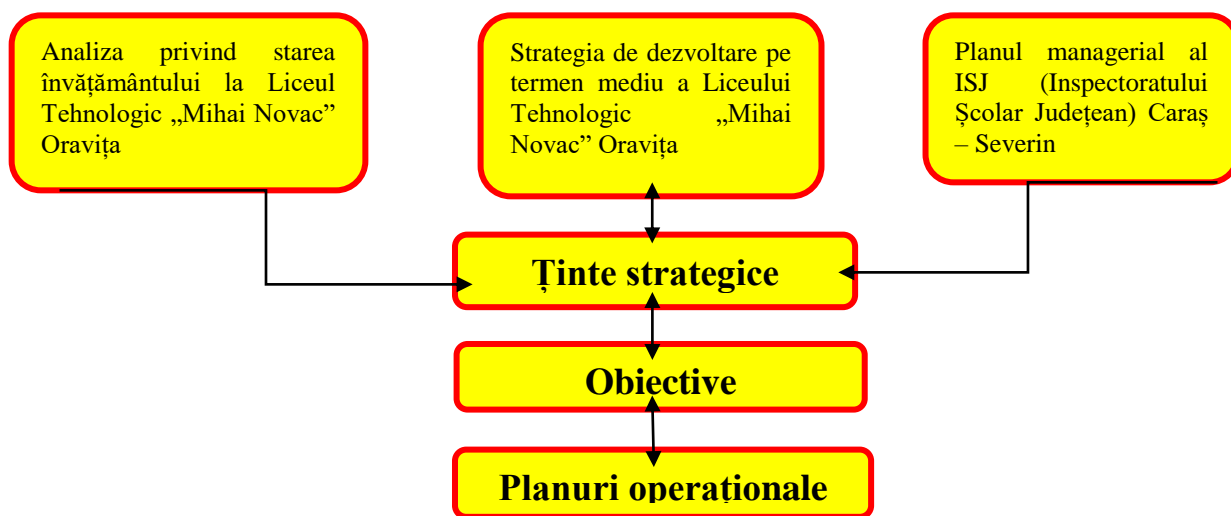 Analiza privind starea
învățământului la Liceul
Tehnologic „Mihai Novac”
Oravița
Strategia de dezvoltare pe
termen mediu a Liceului
Tehnologic „Mihai
Novac” Oravița
Planul managerial al
ISJ (Inspectoratului
Școlar Județean) Caraș
– Severin
Ținte strategice
Obiective
Planuri operaționale